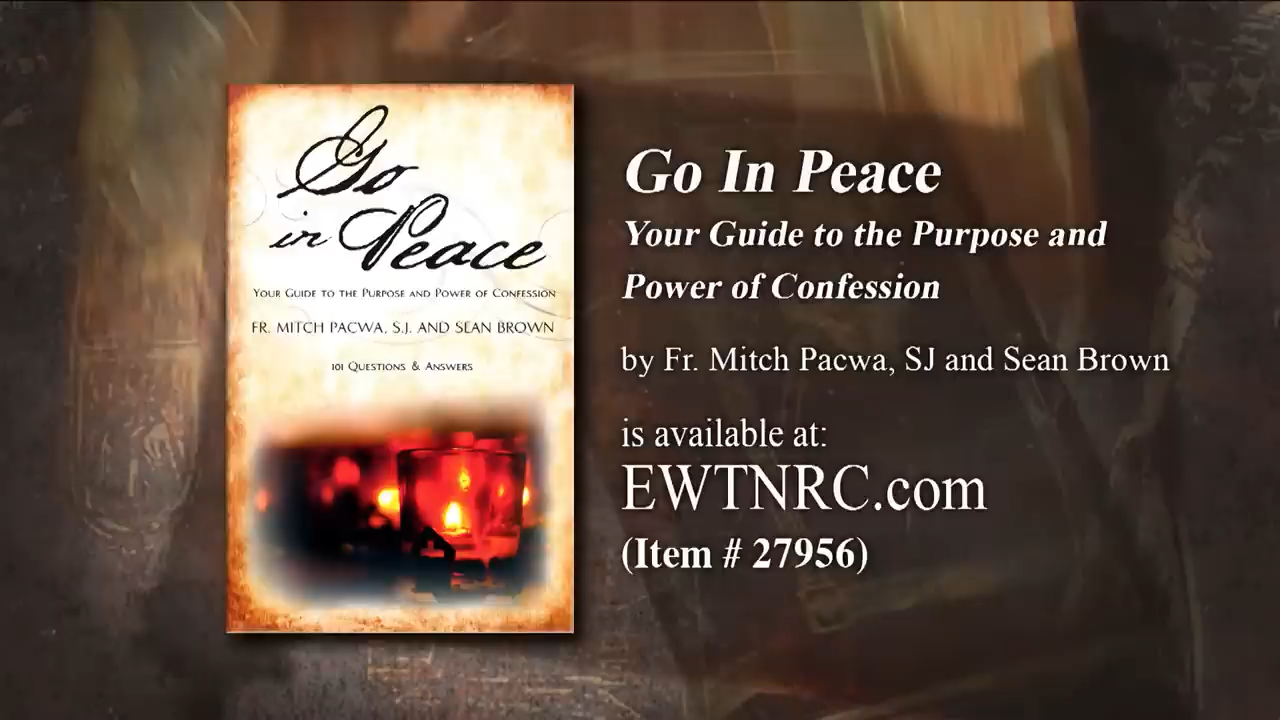 Go
in Peace
Your Guide to the Purpose and Power of Confession
FR. MITCH PACWA, S.J. AND SEAN BROWN
101 Questions & Answers
Go In Peace
Your Guide to the Purpose and
Power of Confession
by Fr. Mitch Pacwa, SJ and Sean Brown
is available at:
EWTNRC.com
(Item # 27956)